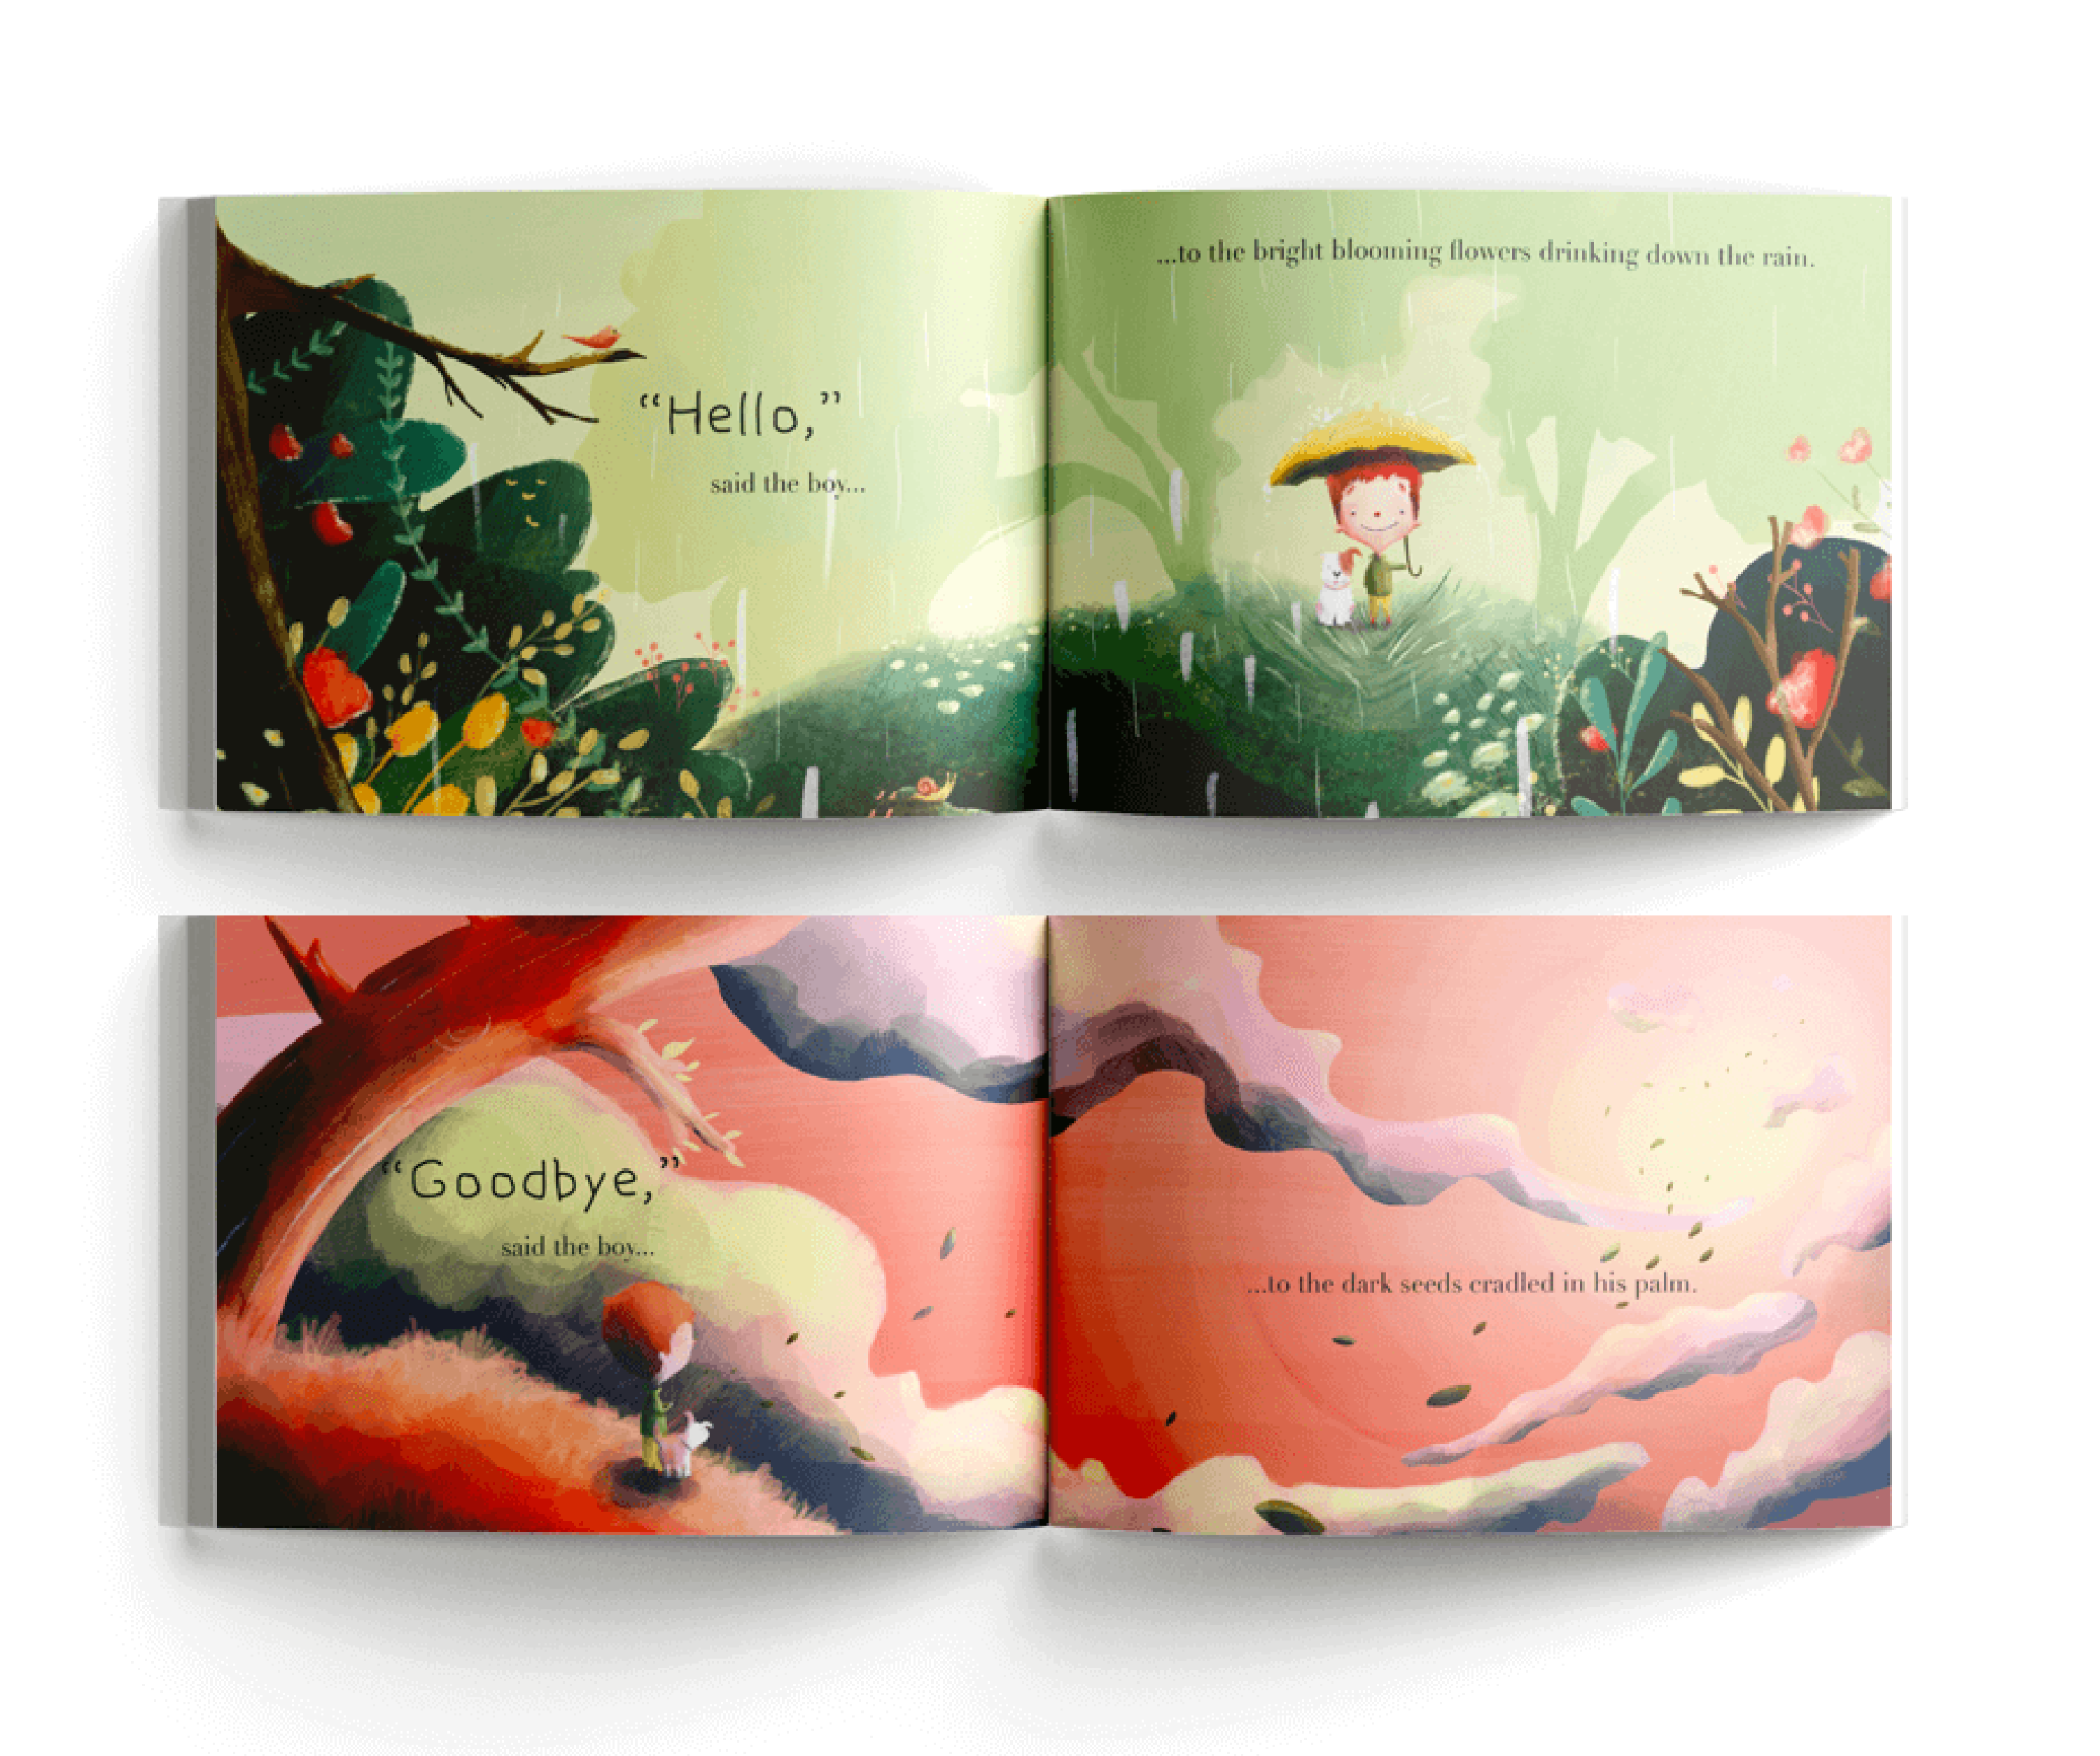 “Hello,”
said the boy...
...to the bright blooming flowers drinking down the rain.
“Goodbye,”
said the boy...
...to the dark seeds cradled in his palm.